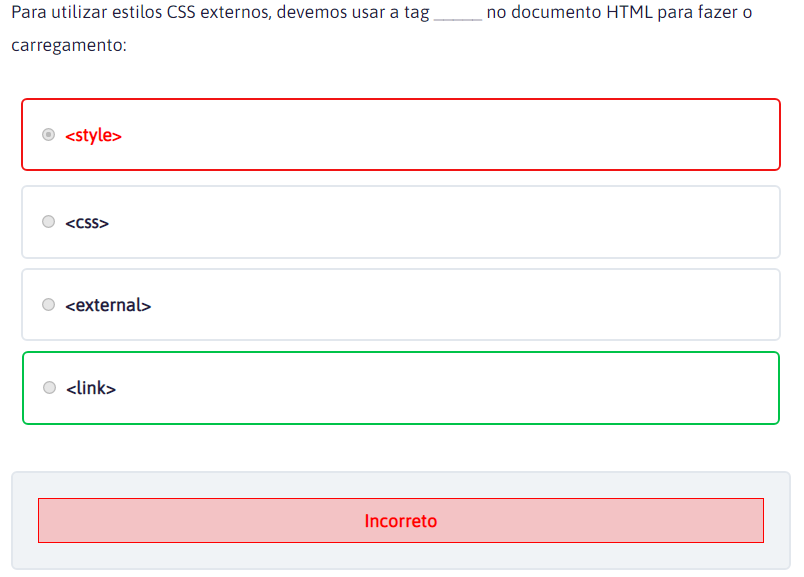 Para utilizar estilos CSS externos, devemos usar a tag _____ no documento HTML para fazer o
carregamento:
<style>
<css>
<external>
<link>
Incorreto